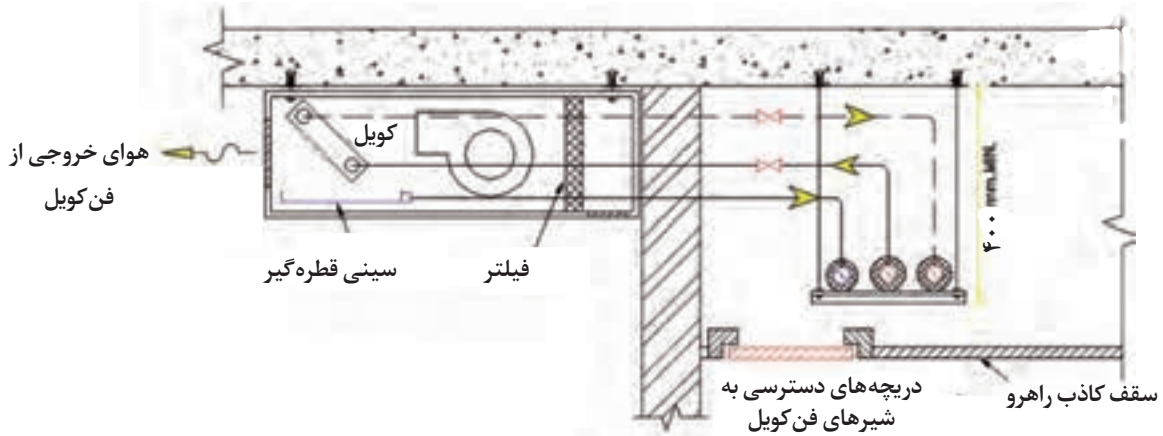 کویل
هوای خروجی از
فن‌کویل
سینی قطره‌گیر
فیلتر
۴۰۰ mm.MIN.
دریچه‌های دسترسی به
شیرهای فن‌کویل
سقف کاذب راهرو